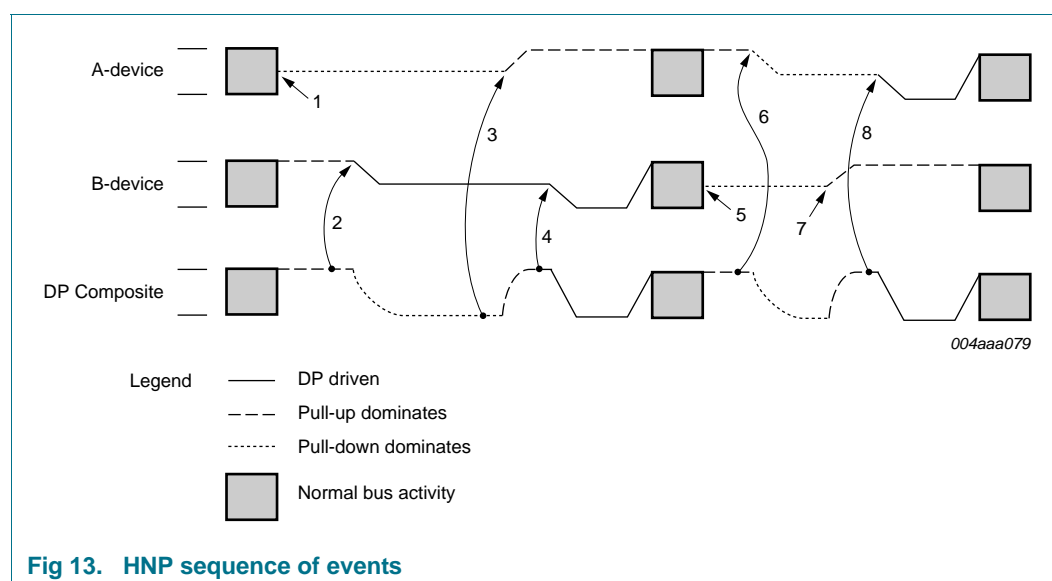 A-device
1
3
6
8
B-device
2
4
5
7
DP Composite
004aaa079
Legend
DP driven
Pull-up dominates
Pull-down dominates
Normal bus activity
Fig 13. HNP sequence of events